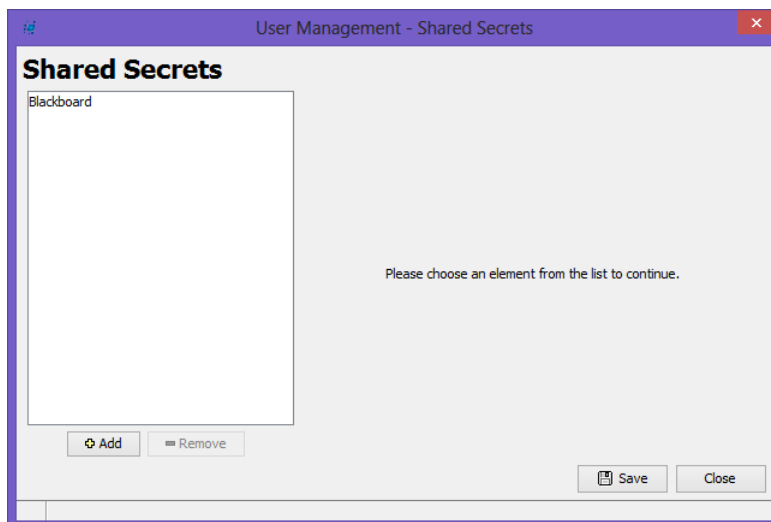 User Management - Shared Secrets
Shared Secrets
Blackboard
Please choose an element from the list to continue.
Add
Remove
Save
Close